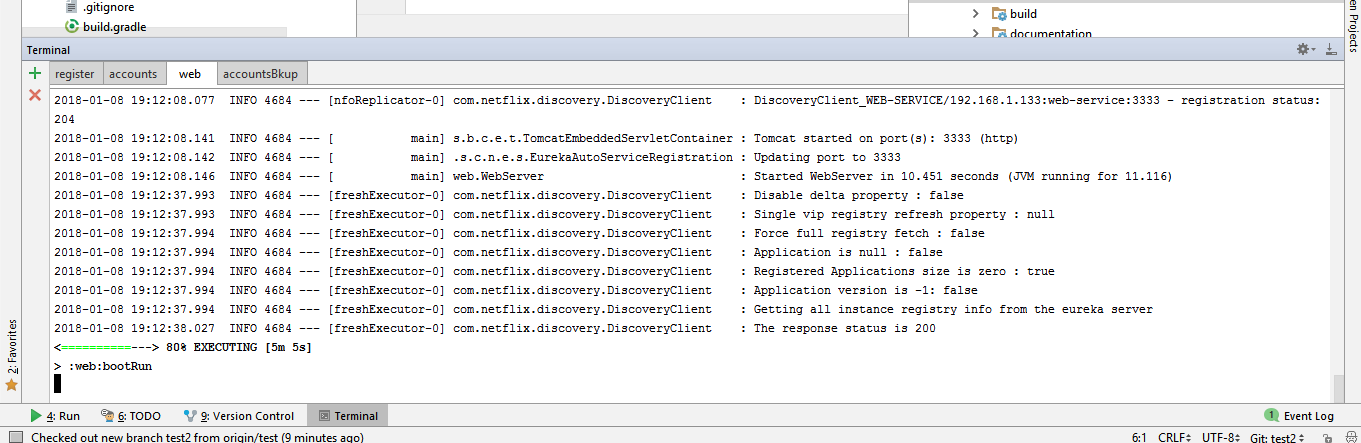 .gitignore
build.gradle
build
documentation
en Projects
Terminal
register accounts web accountsBkup
2018-01-08 19:12:08.077  INFO 4684 --- [nfoReplicator-0] com.netflix.discovery.DiscoveryClient    : DiscoveryClient_WEB-SERVICE/192.168.1.133:web-service:3333 - registration status:
204
2018-01-08 19:12:08.141  INFO 4684 --- [           main] s.b.c.e.t.TomcatEmbeddedServletContainer : Tomcat started on port(s): 3333 (http)
2018-01-08 19:12:08.142  INFO 4684 --- [           main] .s.c.n.e.s.EurekaAutoServiceRegistration : Updating port to 3333
2018-01-08 19:12:08.146  INFO 4684 --- [           main] web.WebServer                            : Started WebServer in 10.451 seconds (JVM running for 11.116)
2018-01-08 19:12:37.993  INFO 4684 --- [freshExecutor-0] com.netflix.discovery.DiscoveryClient    : Disable delta property : false
2018-01-08 19:12:37.993  INFO 4684 --- [freshExecutor-0] com.netflix.discovery.DiscoveryClient    : Single vip registry refresh property : null
2018-01-08 19:12:37.994  INFO 4684 --- [freshExecutor-0] com.netflix.discovery.DiscoveryClient    : Force full registry fetch : false
2018-01-08 19:12:37.994  INFO 4684 --- [freshExecutor-0] com.netflix.discovery.DiscoveryClient    : Application is null : false
2018-01-08 19:12:37.994  INFO 4684 --- [freshExecutor-0] com.netflix.discovery.DiscoveryClient    : Registered Applications size is zero : true
2018-01-08 19:12:37.994  INFO 4684 --- [freshExecutor-0] com.netflix.discovery.DiscoveryClient    : Application version is -1: false
2018-01-08 19:12:37.994  INFO 4684 --- [freshExecutor-0] com.netflix.discovery.DiscoveryClient    : Getting all instance registry info from the eureka server
2018-01-08 19:12:38.027  INFO 4684 --- [freshExecutor-0] com.netflix.discovery.DiscoveryClient    : The response status is 200
<==========---> 80% EXECUTING [5m 5s]
> :web:bootRun
2: Favorites
4: Run 6: TODO 9: Version Control Terminal 1 Event Log
Checked out new branch test2 from origin/test (9 minutes ago) 6:1 CRLF UTF-8 Git: test2